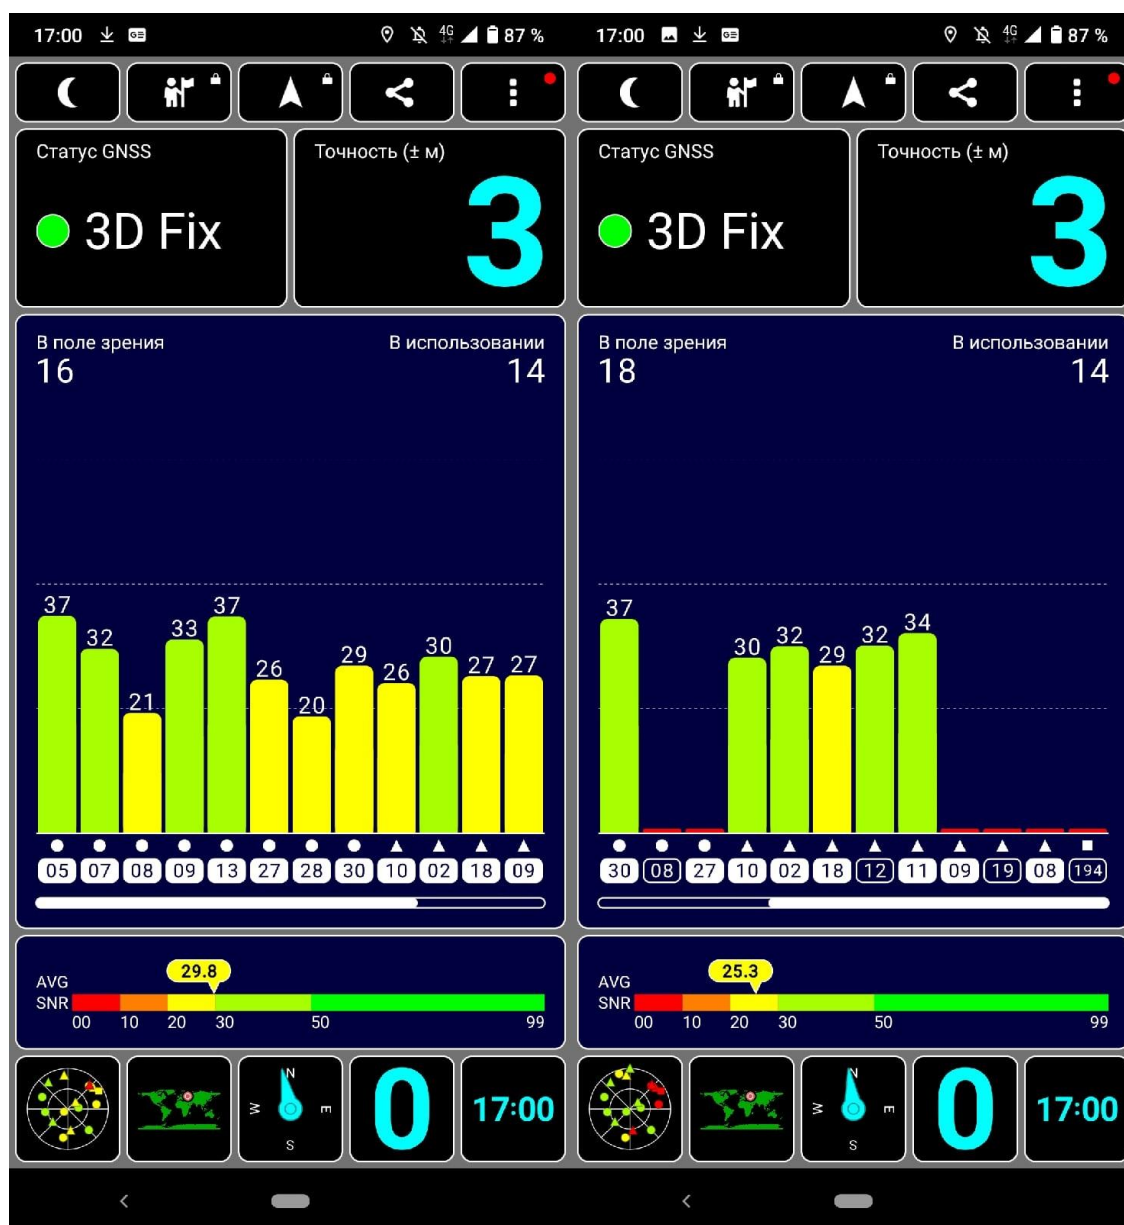 17:00 GE 4G 87 %
Статус GNSS
3D Fix
Точность (± м)
3
В поле зрения
16
В использовании
14
37 32 21 33 37 26 20 29 26 30 27 27
05 07 08 09 13 27 28 30 10 02 18 09
AVG
SNR
29.8
00 10 20 30 50 99
N
W E
S
0
17:00
17:00 GE 4G 87 %
Статус GNSS
3D Fix
Точность (± м)
3
В поле зрения
18
В использовании
14
37 30 32 29 32 34
30 08 27 10 02 18 12 11 09 19 08 194
AVG
SNR
25.3
00 10 20 30 50 99
N
W E
S
0
17:00